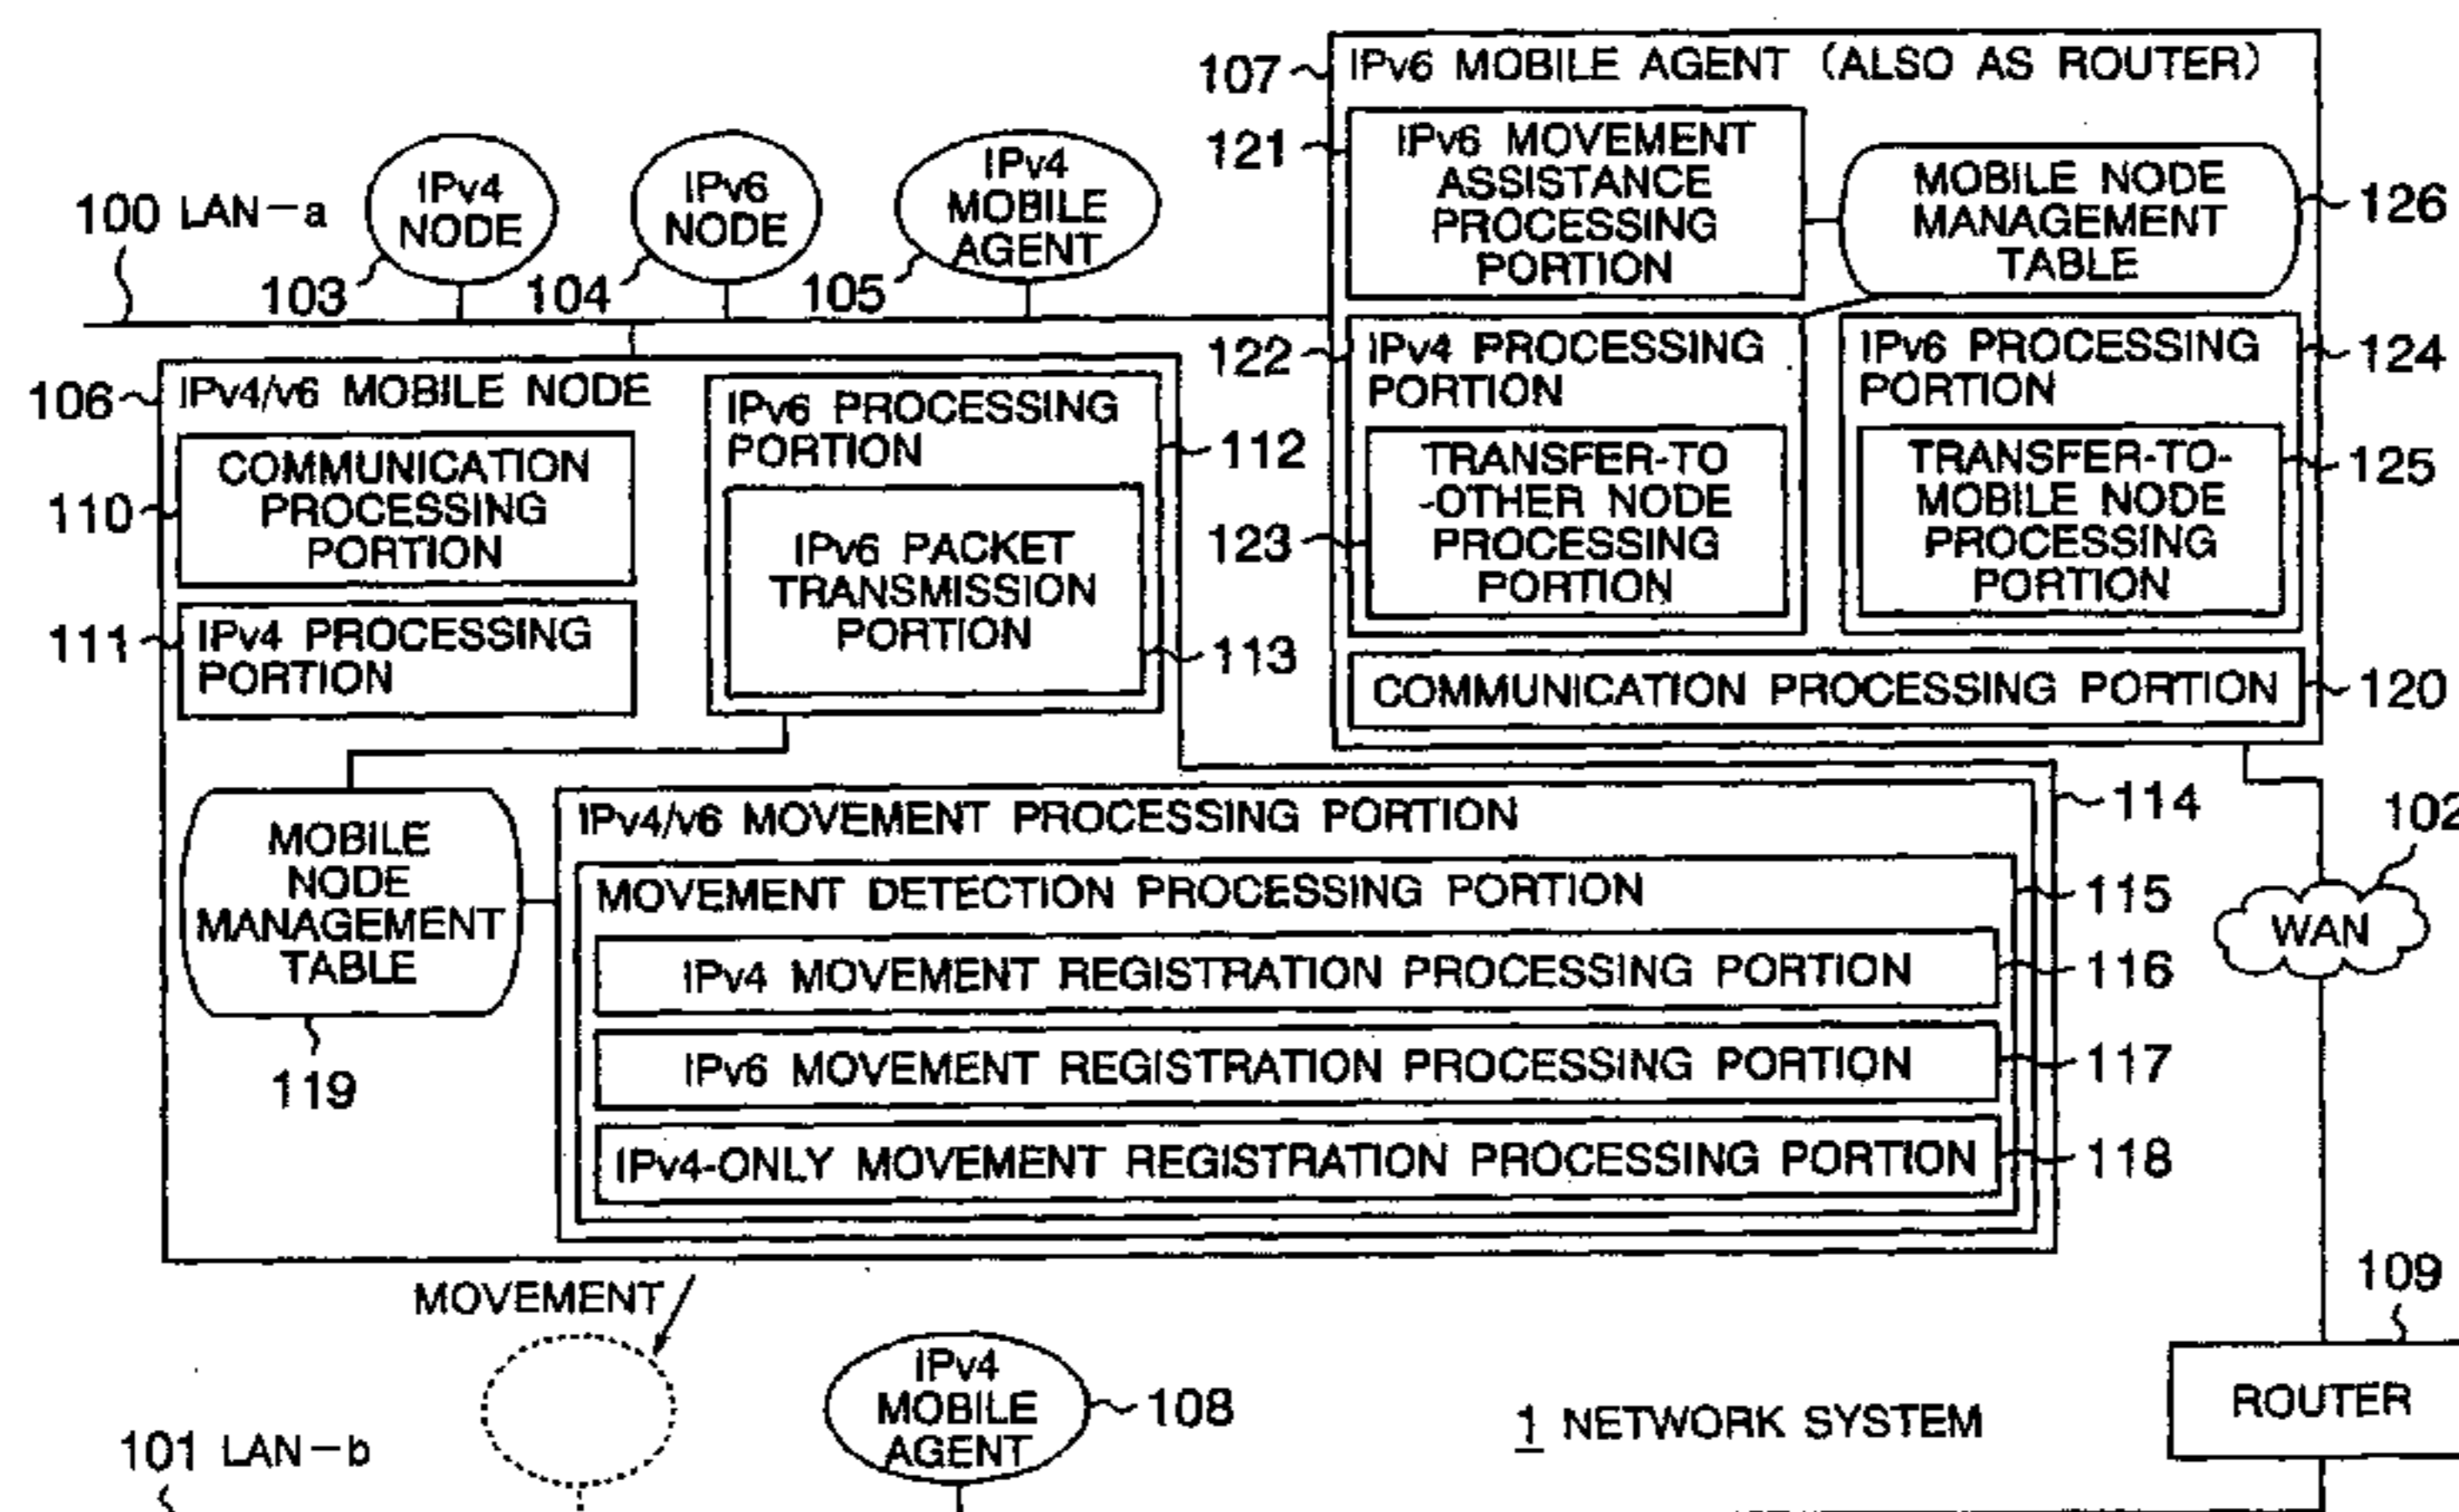 107
IPv6 MOBILE AGENT (ALSO AS ROUTER)
121
IPv6 MOVEMENT
ASSISTANCE
PROCESSING
PORTION
MOBILE NODE
MANAGEMENT
TABLE
126
100 LAN-a
IPv4
NODE
103
IPv6
NODE
104
IPv4
MOBILE
AGENT
105
122
IPv4 PROCESSING
PORTION
123
TRANSFER-TO
-OTHER NODE
PROCESSING
PORTION
IPv6 PROCESSING
PORTION
124
TRANSFER-TO-
MOBILE NODE
PROCESSING
PORTION
125
COMMUNICATION PROCESSING PORTION
120
106
IPv4/v6 MOBILE NODE
110
COMMUNICATION
PROCESSING
PORTION
111
IPv4 PROCESSING
PORTION
IPv6 PROCESSING
PORTION
112
IPv6 PACKET
TRANSMISSION
PORTION
113
MOBILE
NODE
MANAGEMENT
TABLE
119
IPv4/v6 MOVEMENT PROCESSING PORTION
114
MOVEMENT DETECTION PROCESSING PORTION
115
IPv4 MOVEMENT REGISTRATION PROCESSING PORTION
116
IPv6 MOVEMENT REGISTRATION PROCESSING PORTION
117
IPv4-ONLY MOVEMENT REGISTRATION PROCESSING PORTION
118
102
WAN
109
ROUTER
MOVEMENT
IPv4
MOBILE
AGENT
108
1 NETWORK SYSTEM
101 LAN-b